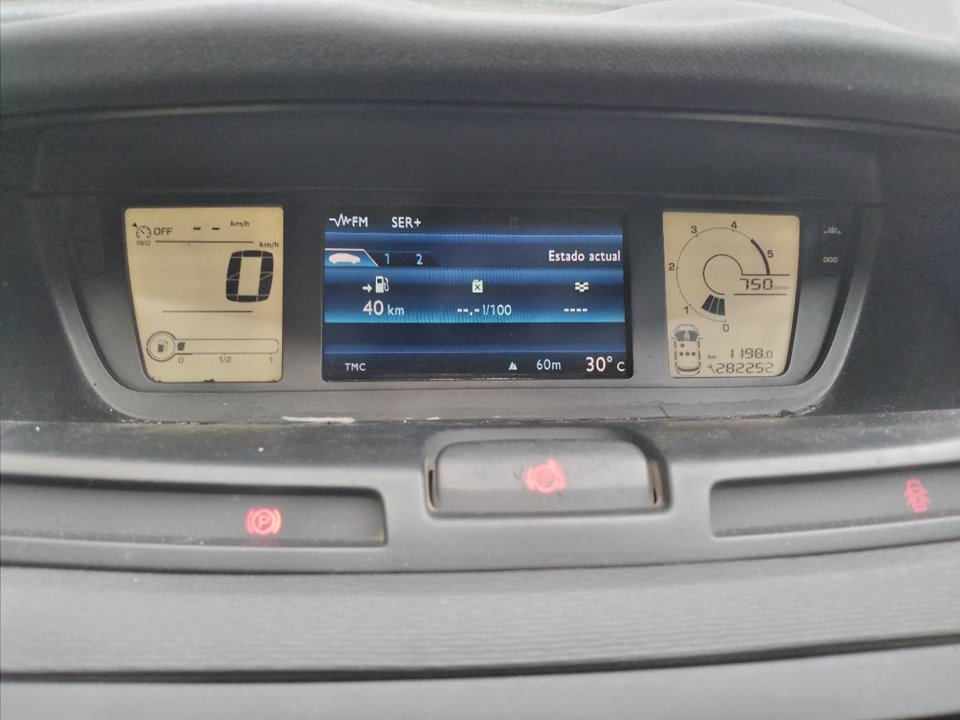 OFF -- km/h
REG
km/h
0
0 1/2 1
FM SER+
1 2 Estado actual
40 km --.- l/100 ----
TMC 60m 30° C
4
3 5
2
750
1
0
km 1198.0
282252
P